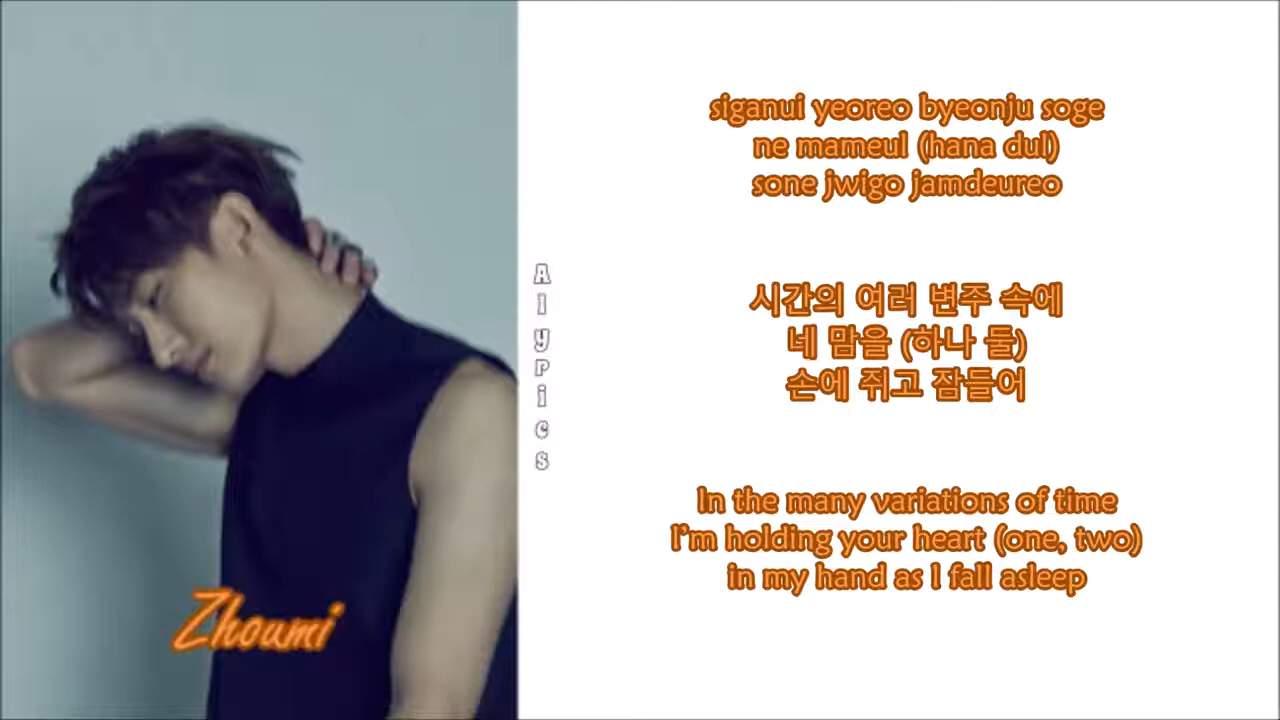 siganui yeoreo byeonju soge
ne mameul (hana dul)
sone jwigo jamdeureo
시간의 여러 변주 속에
네 맘을 (하나 둘)
손에 쥐고 잠들어
In the many variations of time
I'm holding your heart (one, two)
in my hand as I fall asleep
Alyrics
Zhoumi